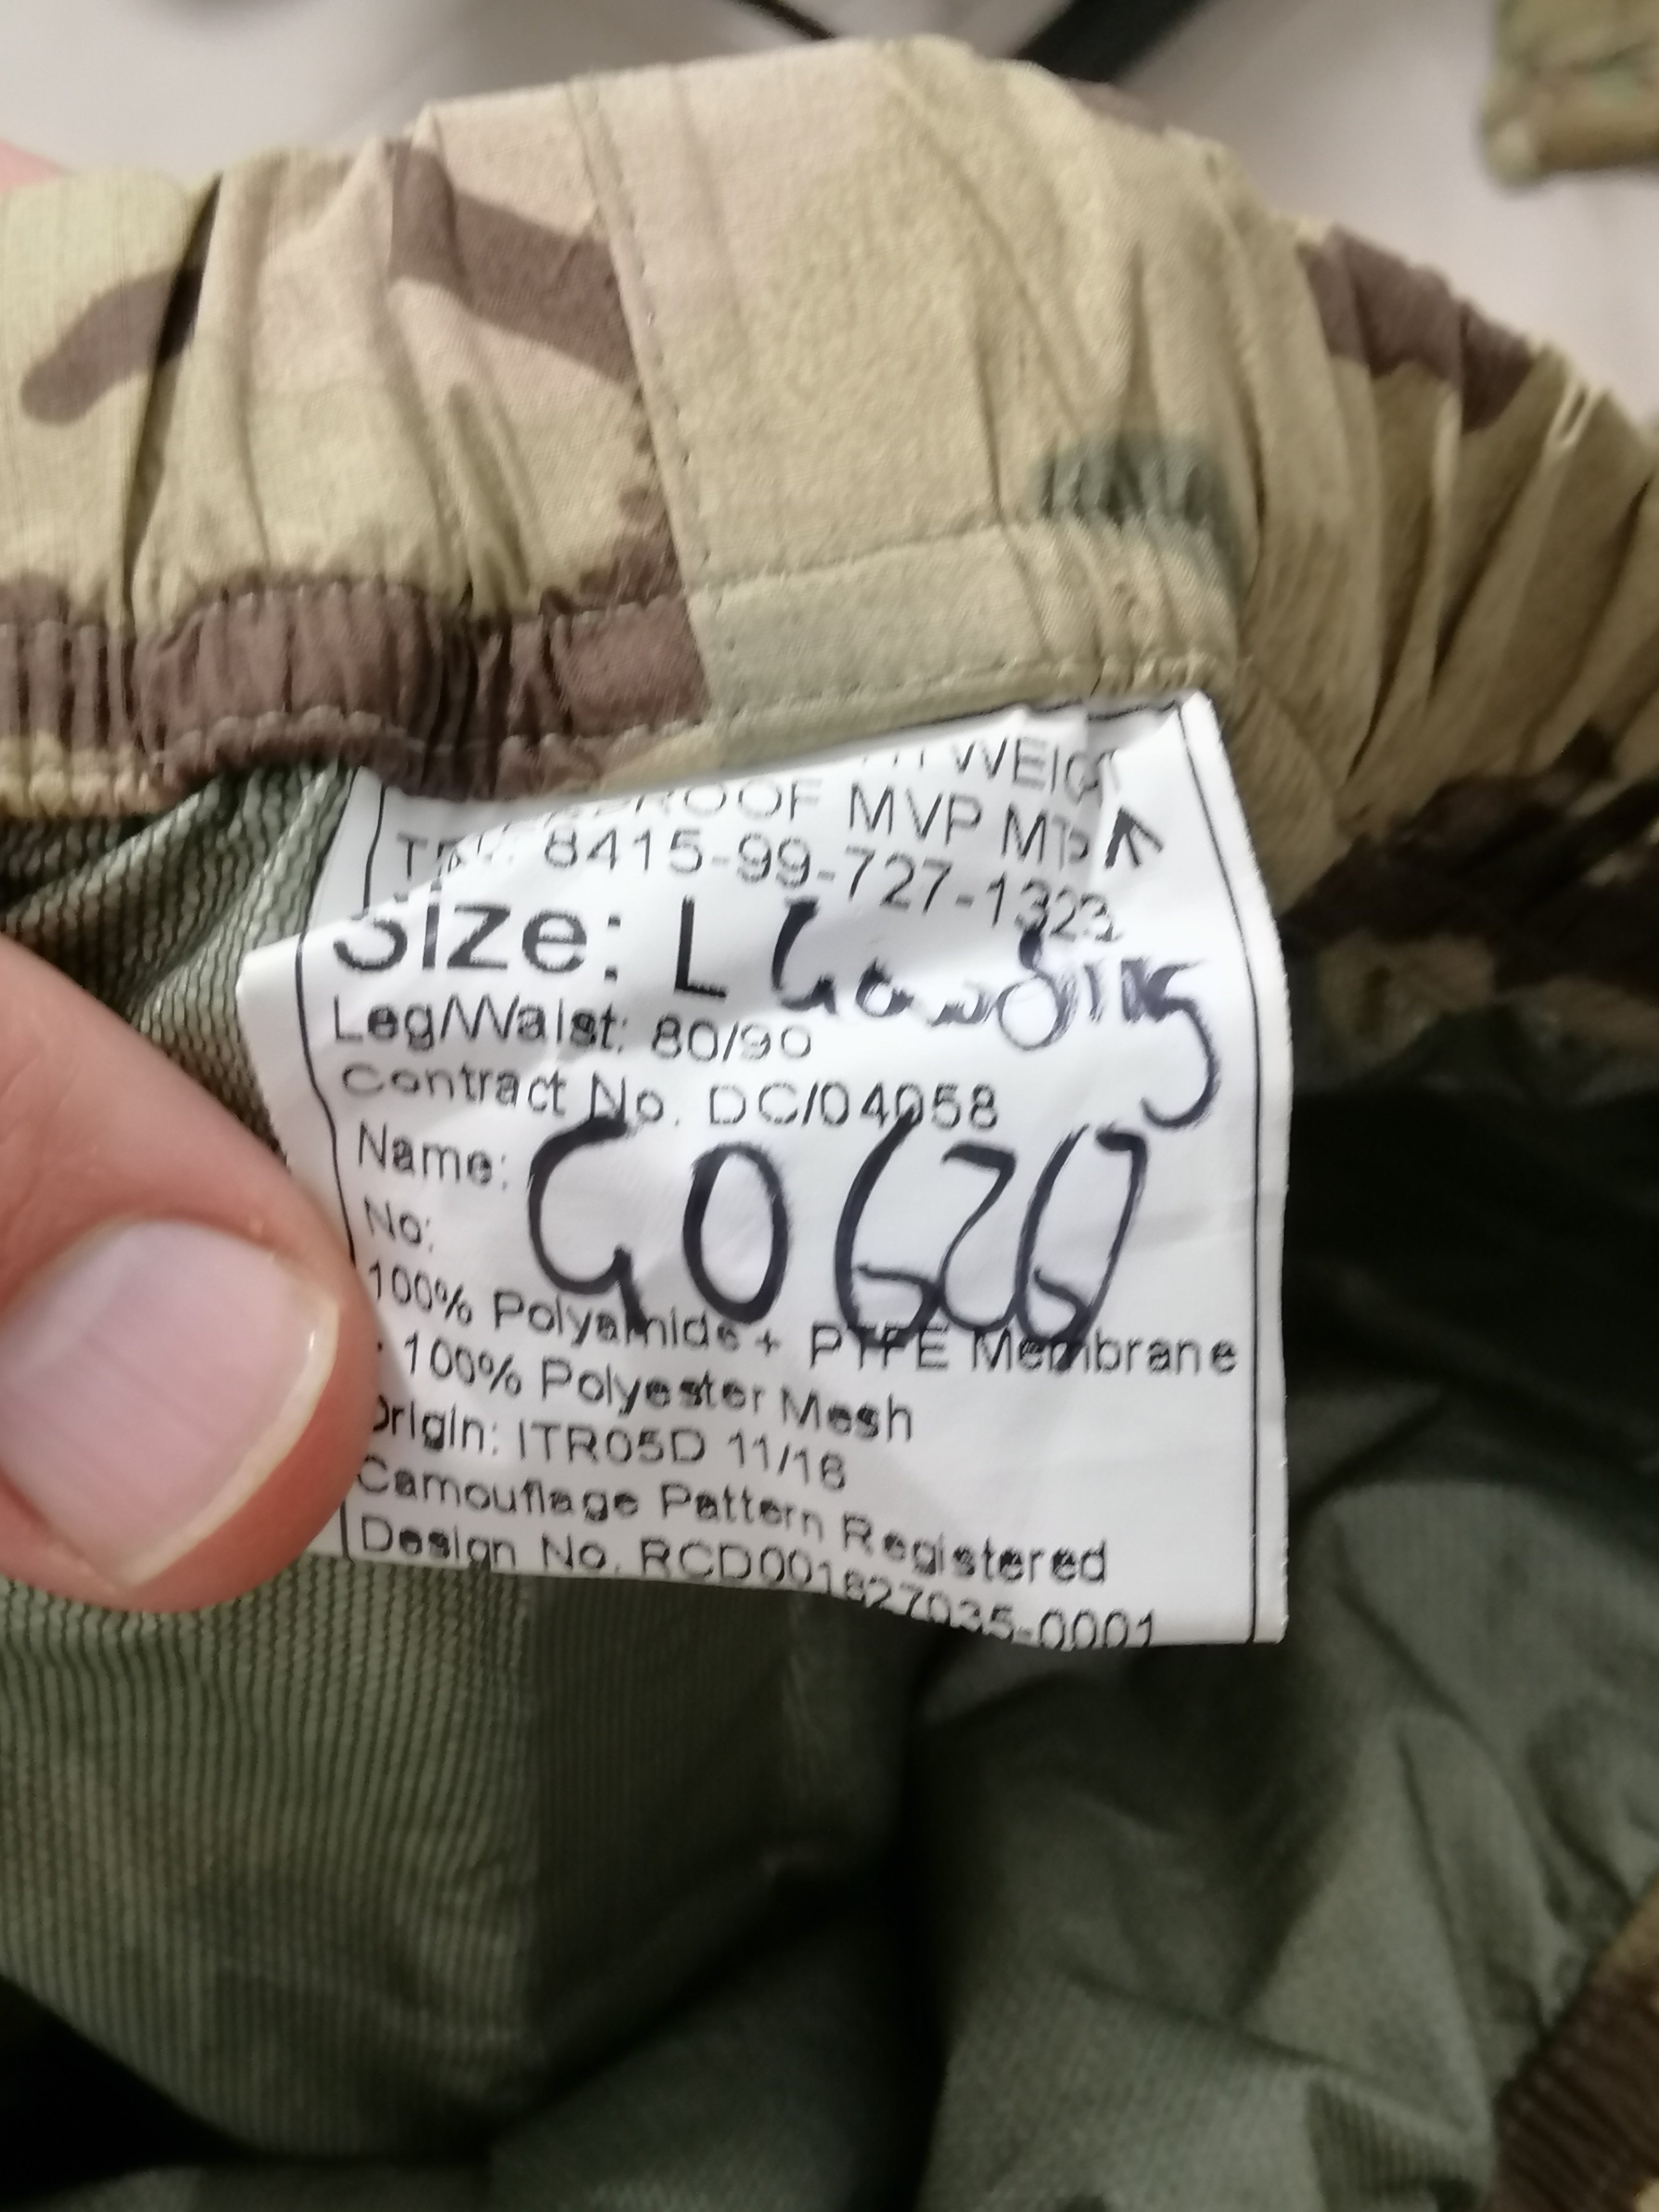 MVP MTP
8415-99-727-1323
Size: L
Leg/Waist: 80/90
Contract No. DC/04058
Name:
No:
100% Polyamide + PTFE Membrane
+ 100% Polyester Mesh
Origin: ITR05D 11/16
Camouflage Pattern Registered
Design No. RCD001827035-0001